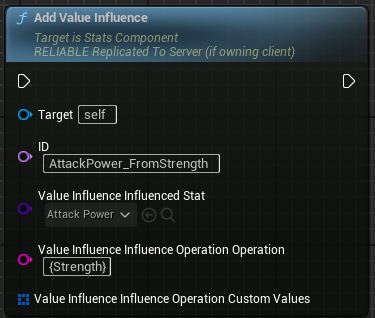 Add Value Influence
Target is Stats Component
RELIABLE Replicated To Server (if owning client)
Target self
ID
AttackPower_FromStrength
Value Influence Influenced Stat
Attack Power
Value Influence Influence Operation Operation
{Strength}
Value Influence Influence Operation Custom Values